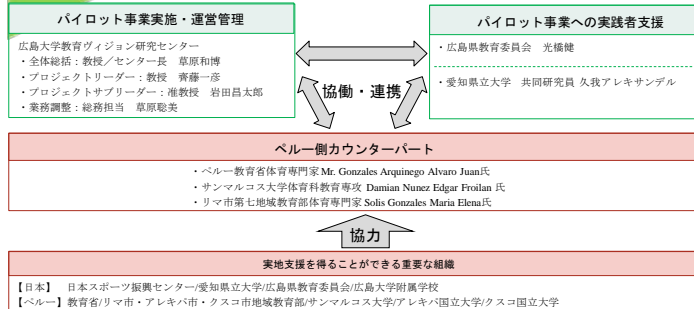 パイロット事業実施・運営管理
広島大学教育ヴィジョン研究センター
・全体総括：教授／センター長　草原和博
・プロジェクトリーダー：教授　齊藤一彦
・プロジェクトサブリーダー：准教授　岩田昌太郎
・業務調整：総務担当　草原聡美
パイロット事業への実践者支援
・広島県教育委員会　光橋健
・愛知県立大学　共同研究員 久我アレキサンデル
協働・連携
ペルー側カウンターパート
・ペルー教育省体育専門家 Mr. Gonzales Arquinego Alvaro Juan氏
・サンマルコス大学体育科教育専攻 Damian Nunez Edgar Froilan 氏
・リマ市第七地域教育部体育専門家 Solis Gonzales Maria Elena氏
協力
実地支援を得ることができる重要な組織
【日本】　日本スポーツ振興センター/愛知県立大学/広島県教育委員会/広島大学附属学校
【ペルー】教育省/リマ市・アレキパ市・クスコ市地域教育部/サンマルコス大学/アレキパ国立大学/クスコ国立大学